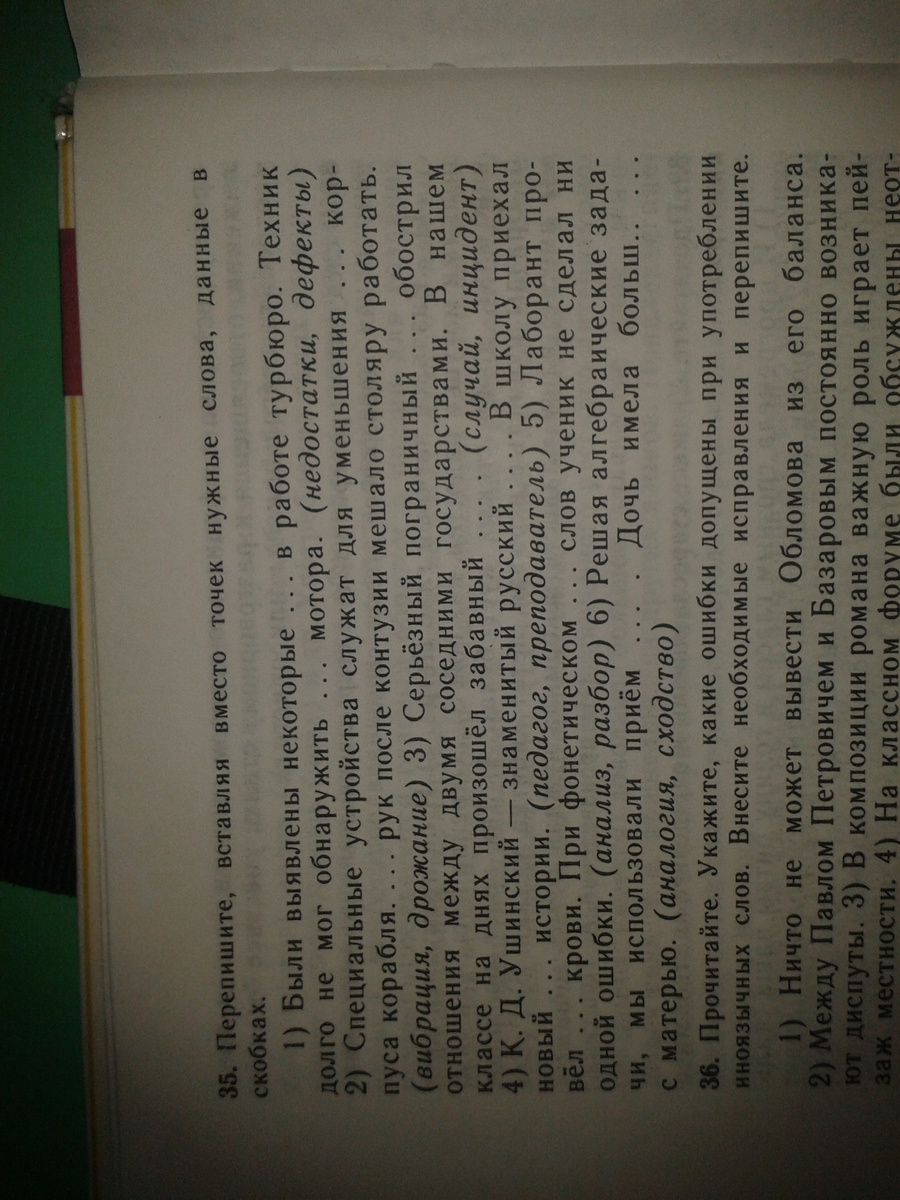 35. Перепишите, вставляя вместо точек нужные слова, данные в
скобках.
1) Были выявлены некоторые ... в работе турбюро. Техник
долго не мог обнаружить ... мотора. (недостатки, дефекты)
2) Специальные устройства служат для уменьшения ... кор-
пуса корабля. ... рук после контузии мешало столяру работать.
(вибрация, дрожание) 3) Серьёзный пограничный ... обострил
отношения между двумя соседними государствами. В нашем
классе на днях произошёл забавный ... . (случай, инцидент)
4) К. Д. Ушинский — знаменитый русский ... . В школу приехал
новый ... истории. (педагог, преподаватель) 5) Лаборант про-
вёл ... крови. При фонетическом ... слов ученик не сделал ни
одной ошибки. (анализ, разбор) 6) Решая алгебраические зада-
чи, мы использовали приём ... . Дочь имела больш.. ...
с матерью. (аналогия, сходство)
36. Прочитайте. Укажите, какие ошибки допущены при употреблении
иноязычных слов. Внесите необходимые исправления и перепишите.
1) Ничто не может вывести Обломова из его баланса.
2) Между Павлом Петровичем и Базаровым постоянно возника-
ют диспуты. 3) В композиции романа важную роль играет пей-
заж местности. 4) На классном форуме были обсуждены неот-